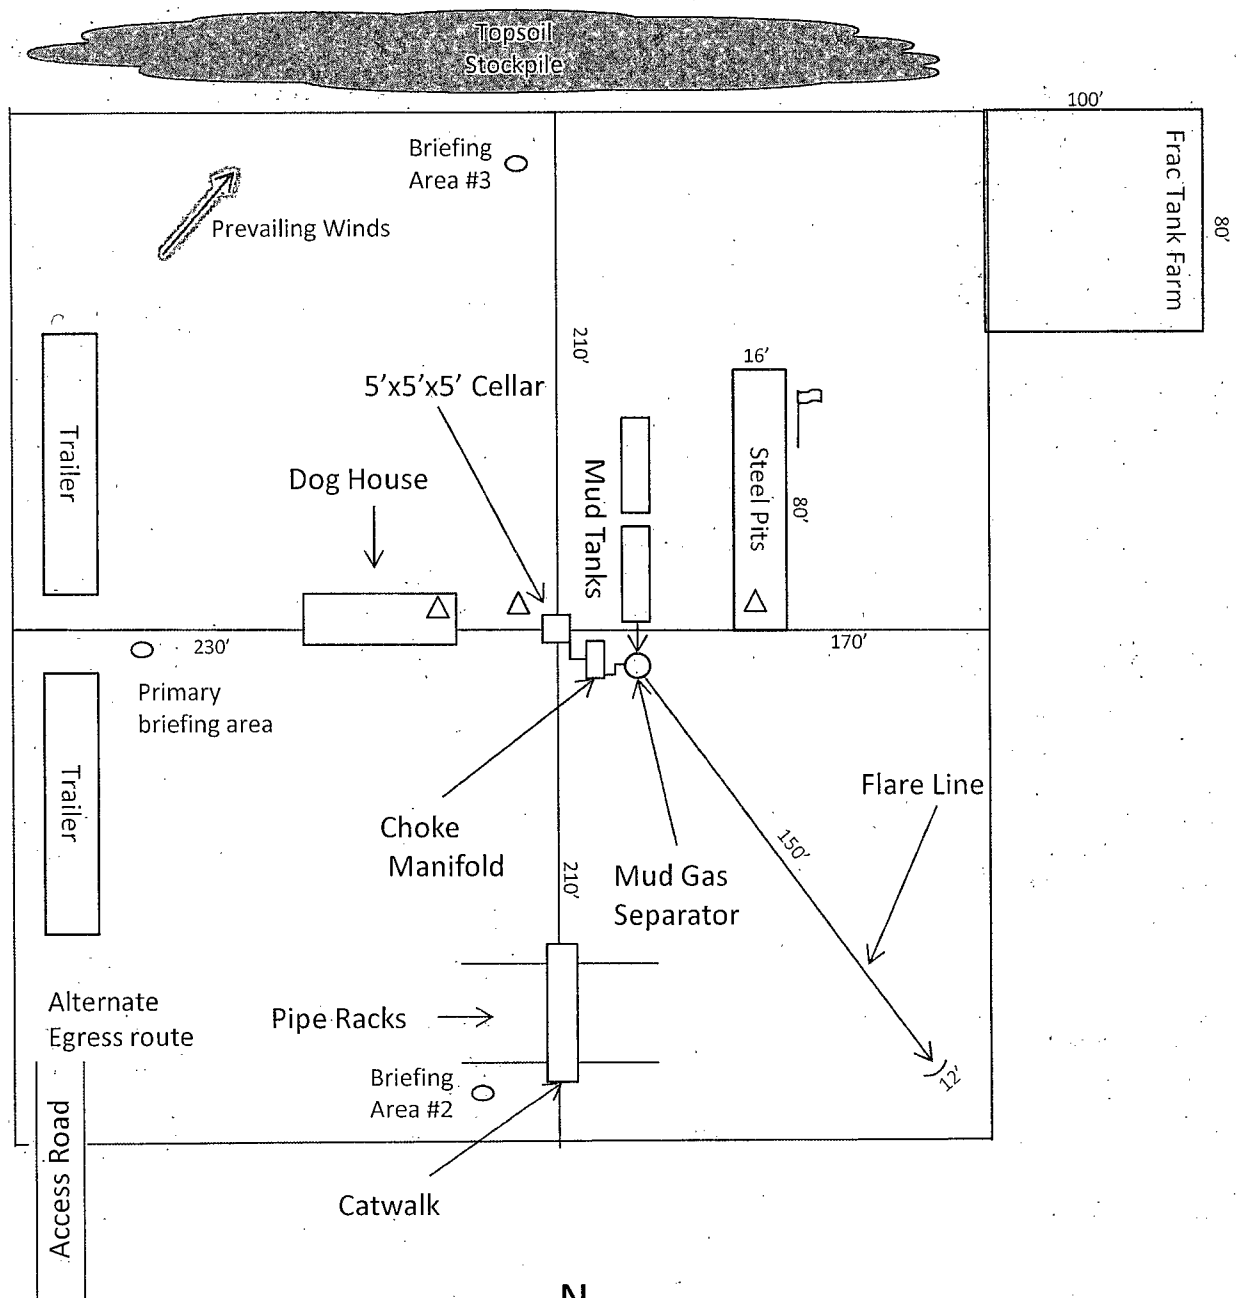 Topsoil
Stockpile
100'
Briefing
Area #3
Frac Tank Farm
80'
Prevailing Winds
210'
16'
5'x5'x5' Cellar
Trailer
Dog House
Mud Tanks
Steel Pits
80'
230'
170'
Primary
briefing area
Trailer
Flare Line
Choke
Manifold
150'
210'
Mud Gas
Separator
Alternate
Egress route
Pipe Racks
Briefing
Area #2
12'
Access Road
Catwalk
N